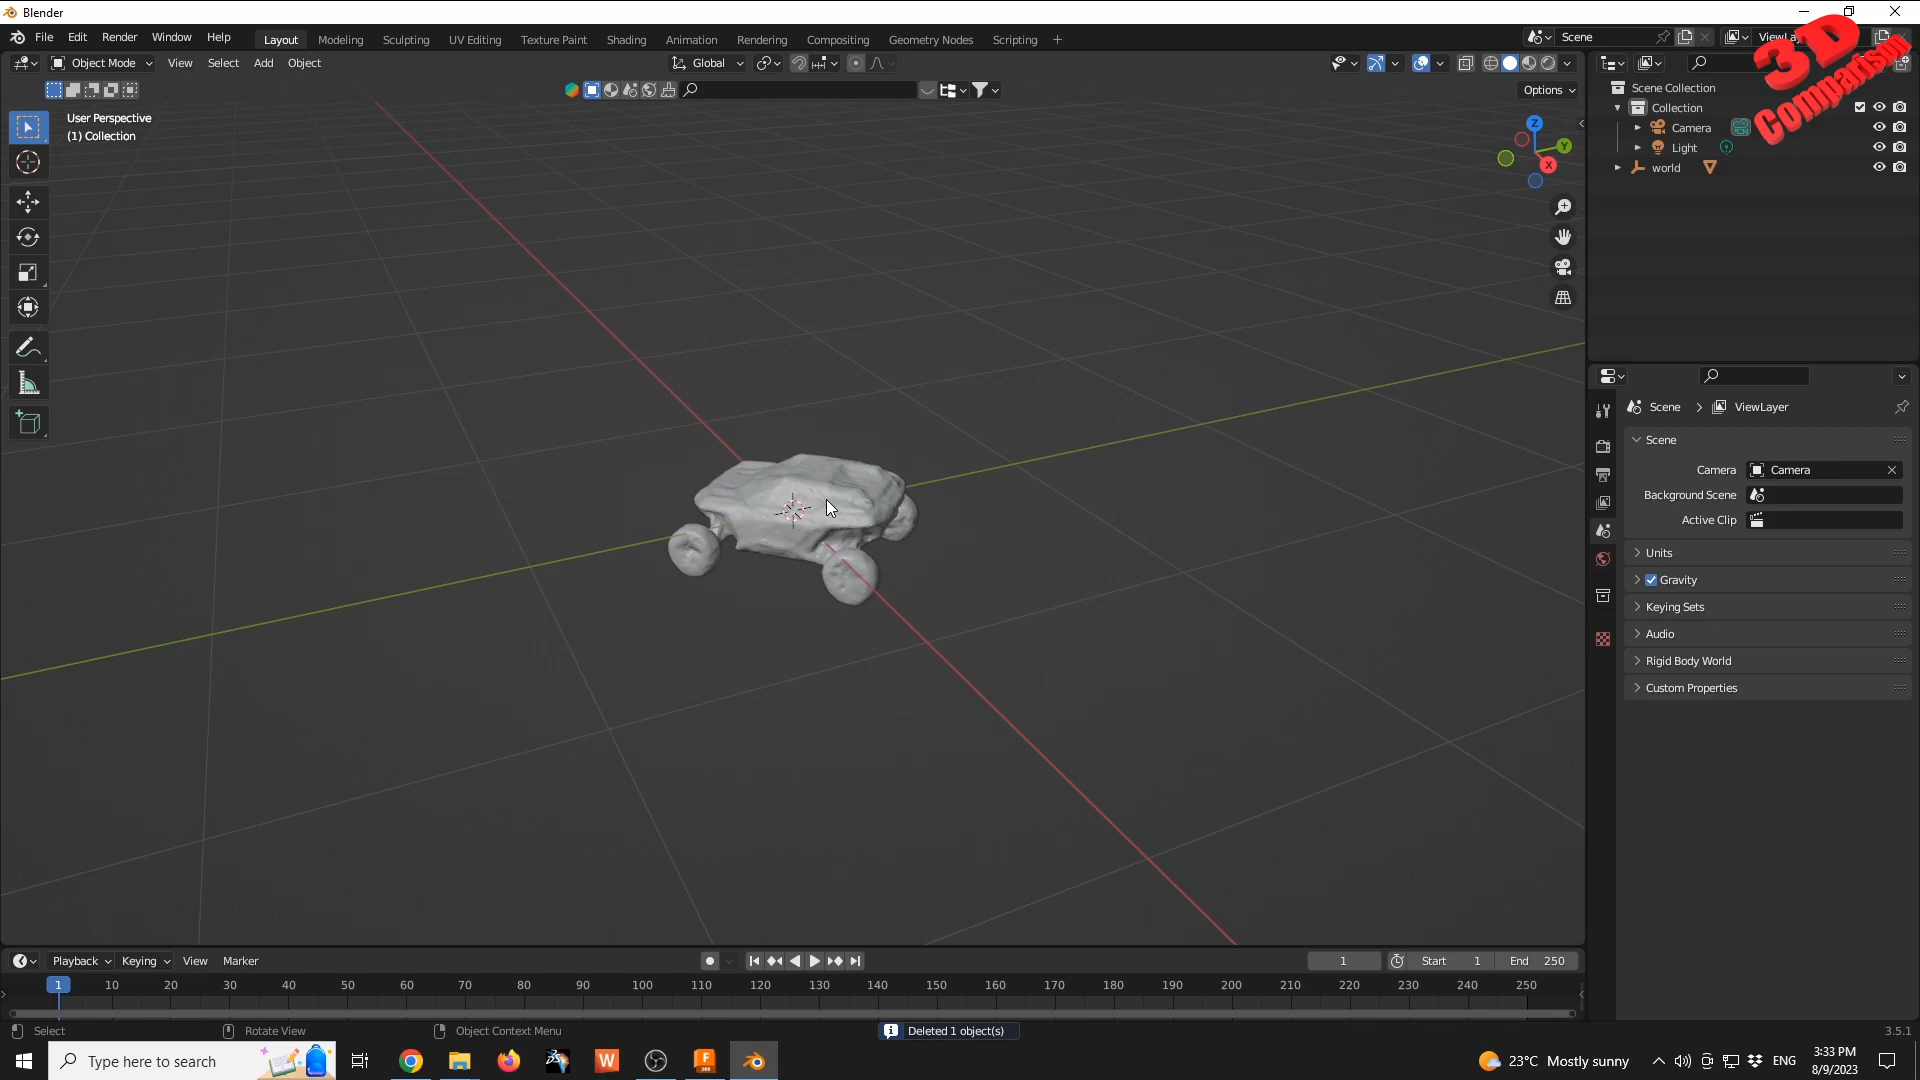 Blender
File Edit Render Window Help Layout Modeling Sculpting UV Editing Texture Paint Shading Animation Rendering Compositing Geometry Nodes Scripting + Scene
Object Mode View Select Add Object Global
Options
User Perspective
(1) Collection
Z
Y
X
3D
Comparison
Scene Collection
Collection
Camera
Light
world
Scene > ViewLayer
Scene
Camera Camera
Background Scene
Active Clip
Units
Gravity
Keying Sets
Audio
Rigid Body World
Custom Properties
Playback Keying View Marker 1 Start 1 End 250
1 10 20 30 40 50 60 70 80 90 100 110 120 130 140 150 160 170 180 190 200 210 220 230 240 250
Select Rotate View Object Context Menu Deleted 1 object(s) 3.5.1
Type here to search 23°C Mostly sunny ENG 3:33 PM
8/9/2023